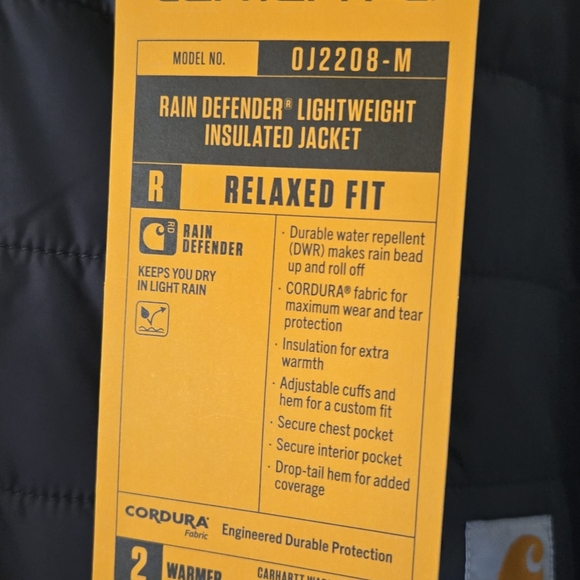 MODEL NO. OJ2208-M
RAIN DEFENDER® LIGHTWEIGHT
INSULATED JACKET
R RELAXED FIT
RD
RAIN
DEFENDER
KEEPS YOU DRY
IN LIGHT RAIN
· Durable water repellent
(DWR) makes rain bead
up and roll off
· CORDURA® fabric for
maximum wear and tear
protection
· Insulation for extra
warmth
· Adjustable cuffs and
hem for a custom fit
· Secure chest pocket
· Secure interior pocket
· Drop-tail hem for added
coverage
CORDURA®
Fabric
Engineered Durable Protection
2 WARMER